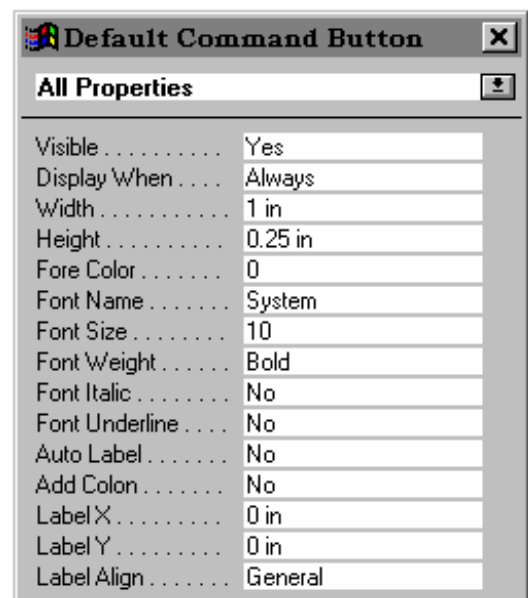 Default Command Button
All Properties
Visible . . . . . . . . . . Yes
Display When . . . . Always
Width . . . . . . . . . . . 1 in
Height . . . . . . . . . . 0.25 in
Fore Color . . . . . . . 0
Font Name . . . . . . . System
Font Size . . . . . . . . 10
Font Weight . . . . . . Bold
Font Italic . . . . . . . . No
Font Underline . . . . No
Auto Label . . . . . . . No
Add Colon . . . . . . . No
Label X . . . . . . . . . 0 in
Label Y . . . . . . . . . 0 in
Label Align . . . . . . . General